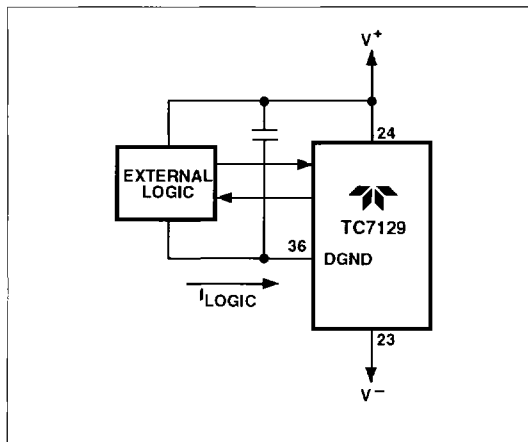 V+
24
EXTERNAL
LOGIC
TC7129
36
DGND
ILOGIC
23
V−